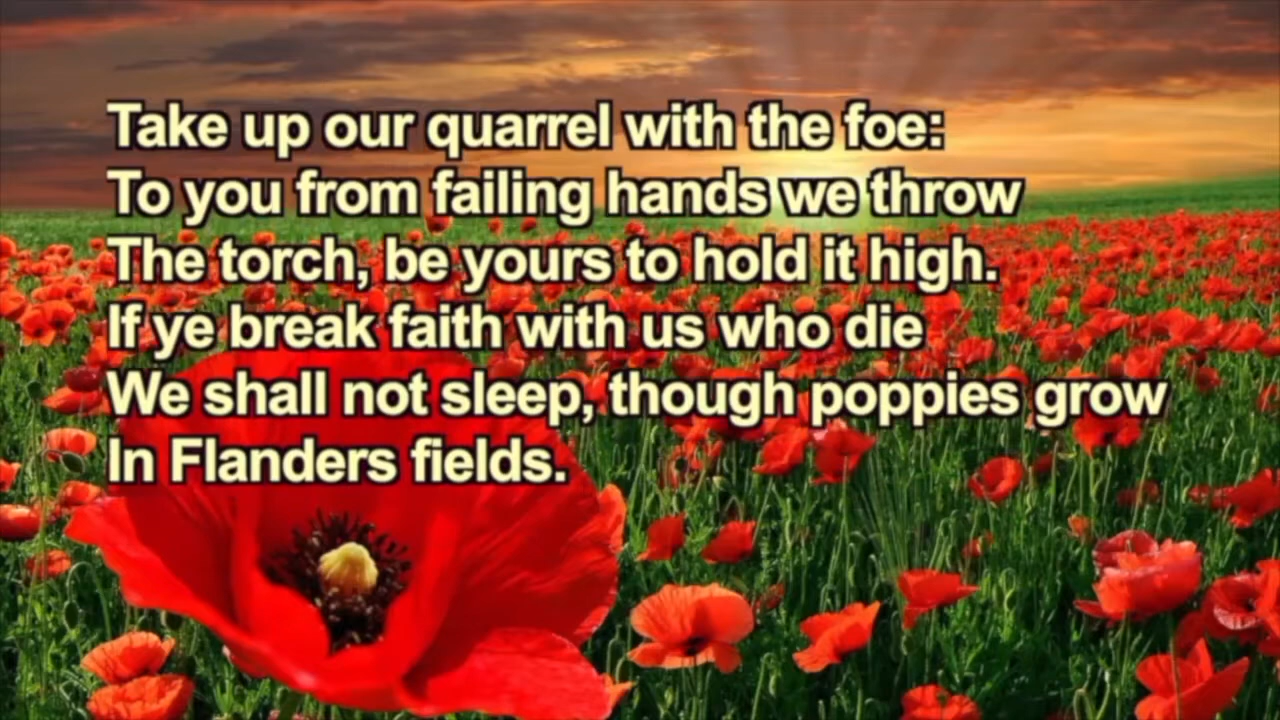 Take up our quarrel with the foe:
To you from failing hands we throw
The torch, be yours to hold it high.
If ye break faith with us who die
We shall not sleep, though poppies grow
In Flanders fields.